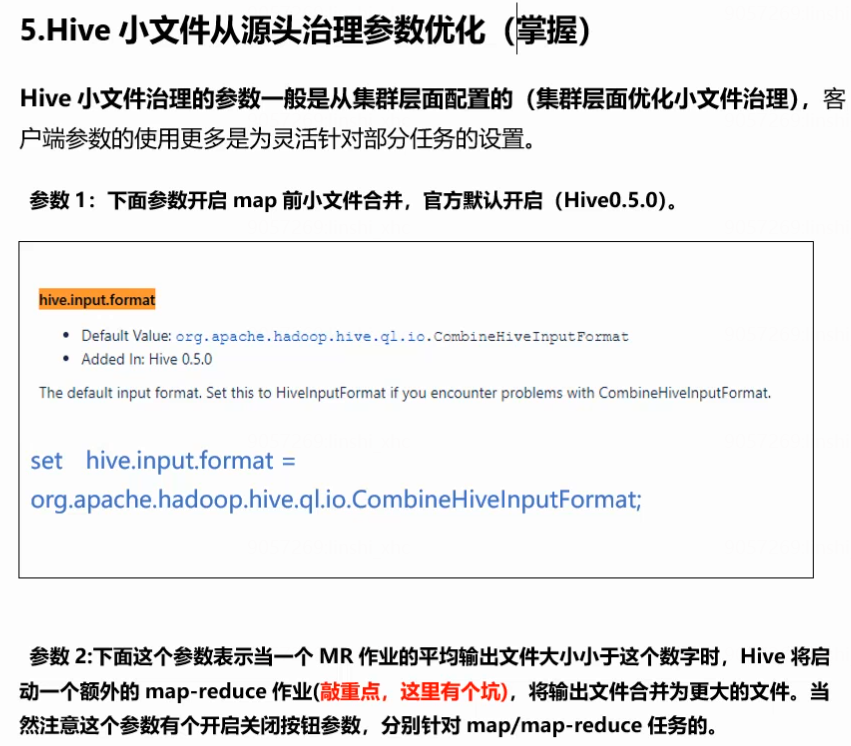 5.Hive 小文件从源头治理参数优化（掌握）
Hive 小文件治理的参数一般是从集群层面配置的（集群层面优化小文件治理），客
户端参数的使用更多是为灵活针对部分任务的设置。
参数 1：下面参数开启 map 前小文件合并，官方默认开启（Hive0.5.0）。
hive.input.format
• Default Value: org.apache.hadoop.hive.ql.io.CombineHiveInputFormat
• Added In: Hive 0.5.0
The default input format. Set this to HiveInputFormat if you encounter problems with CombineHiveInputFormat.
set hive.input.format =
org.apache.hadoop.hive.ql.io.CombineHiveInputFormat;
参数 2:下面这个参数表示当一个 MR 作业的平均输出文件大小小于这个数字时，Hive 将启
动一个额外的 map-reduce 作业(敲重点，这里有个坑)，将输出文件合并为更大的文件。当
然注意这个参数有个开启关闭按钮参数，分别针对 map/map-reduce 任务的。